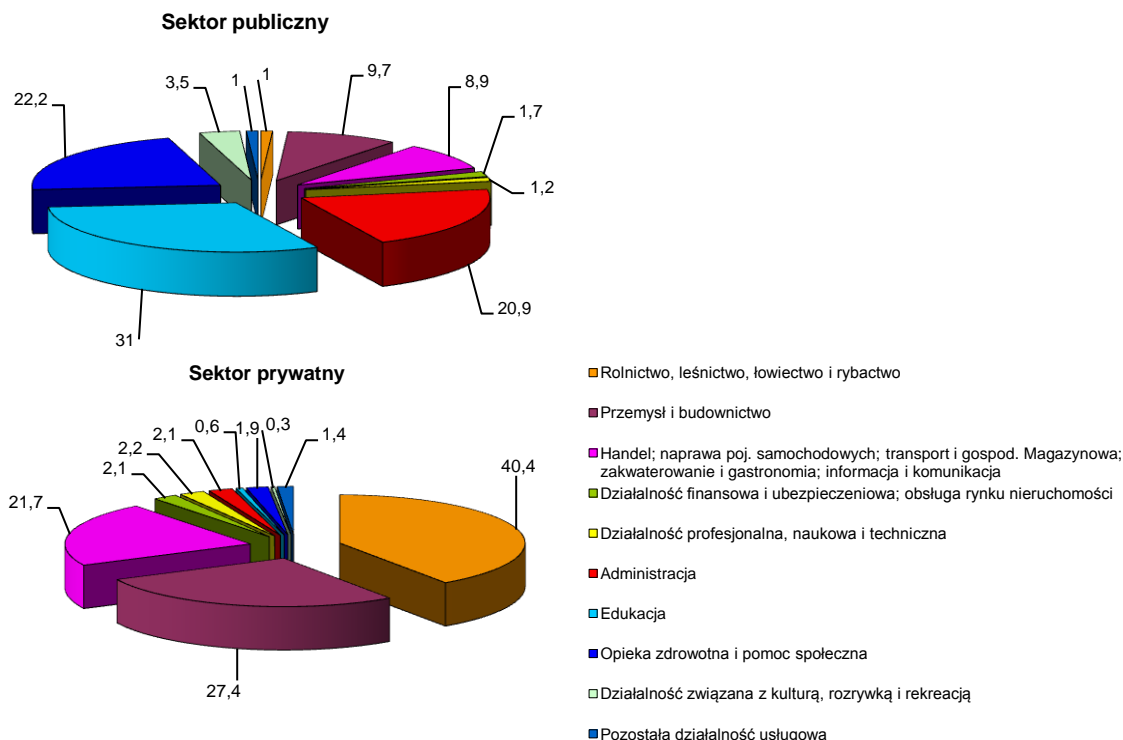 Sektor publiczny
22,2
3,5
1
1
9,7
8,9
1,7
1,2
20,9
31
Sektor prywatny
21,7
2,1
2,2
2,1
0,6
1,9
0,3
1,4
40,4
27,4
Rolnictwo, leśnictwo, łowiectwo i rybactwo
Przemysł i budownictwo
Handel; naprawa poj. samochodowych; transport i gospod. Magazynowa;
zakwaterowanie i gastronomia; informacja i komunikacja
Działalność finansowa i ubezpieczeniowa; obsługa rynku nieruchomości
Działalność profesjonalna, naukowa i techniczna
Administracja
Edukacja
Opieka zdrowotna i pomoc społeczna
Działalność związana z kulturą, rozrywką i rekreacją
Pozostała działalność usługowa